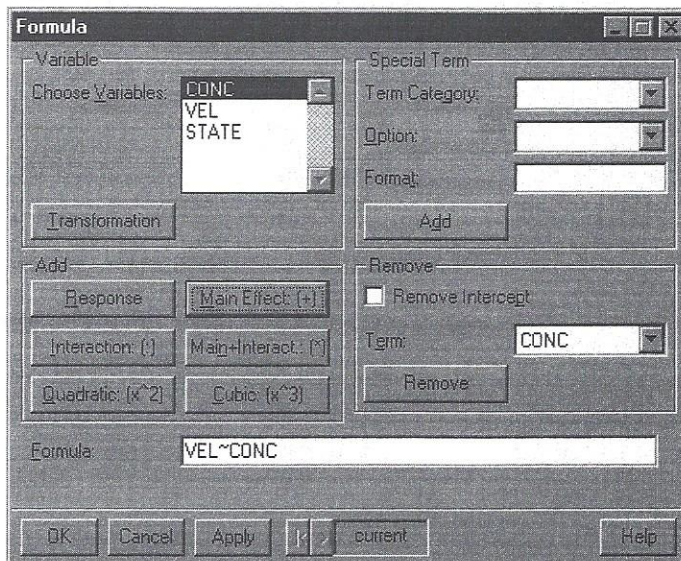 Formula
Variable
Choose Variables:
CONC
VEL
STATE
Transformation
Special Term
Term Category:
Option:
Format:
Add
Add
Response
Main Effect: (+)
Interaction: (:)
Main+Interact.: (*)
Quadratic: (x^2)
Cubic: (x^3)
Remove
Remove Intercept
Term:
CONC
Remove
Formula:
VEL~CONC
OK
Cancel
Apply
current
Help